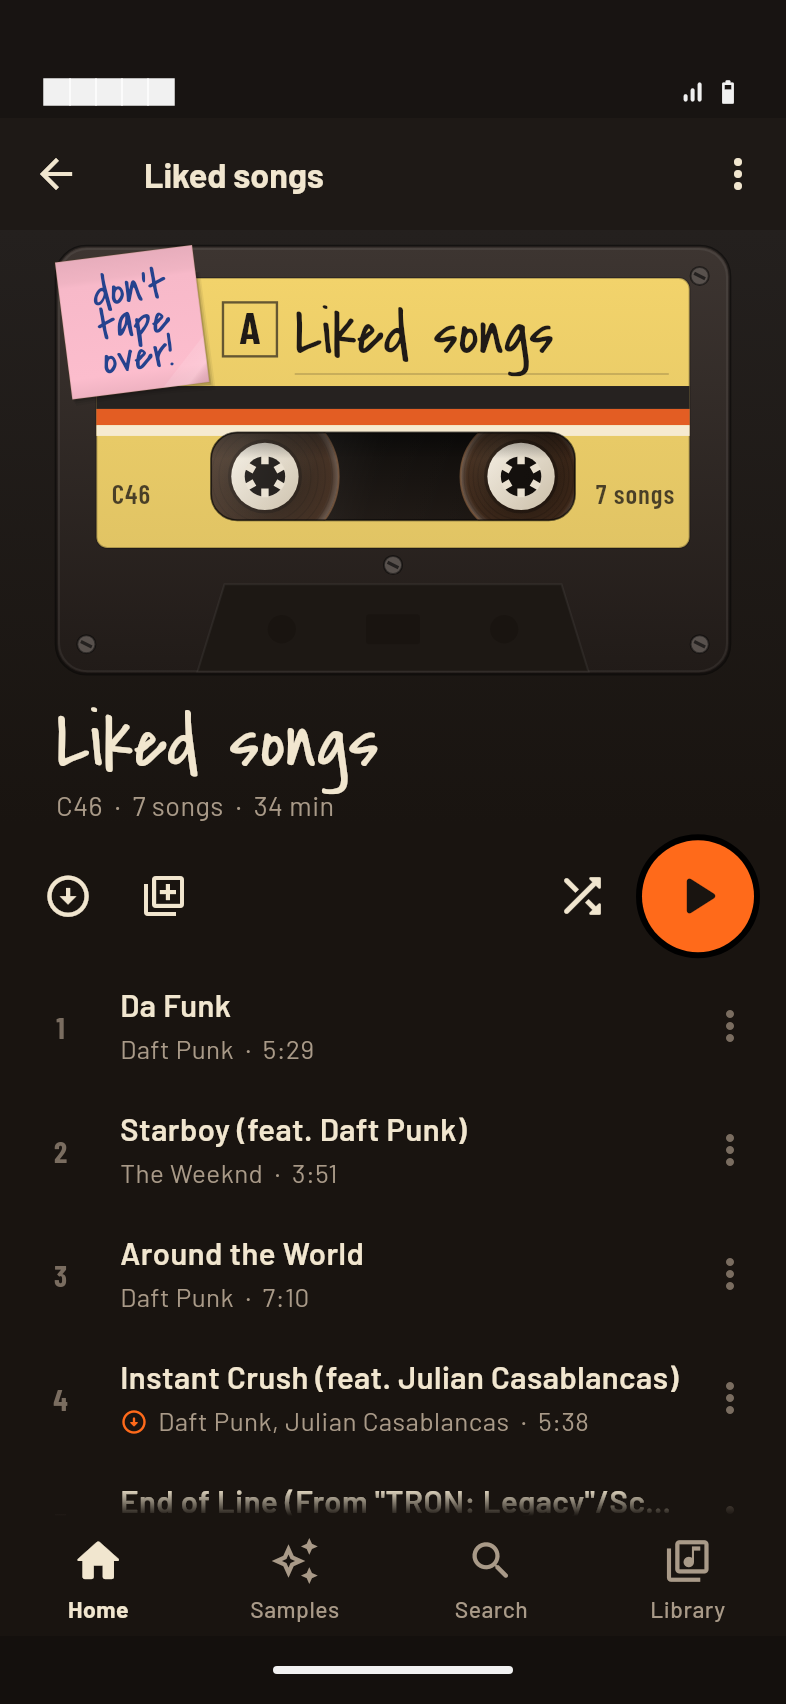 Liked songs
don't
tape
over!
A Liked songs
C46
7 songs
Liked songs
C46 · 7 songs · 34 min
1
Da Funk
Daft Punk · 5:29
2
Starboy (feat. Daft Punk)
The Weeknd · 3:51
3
Around the World
Daft Punk · 7:10
4
Instant Crush (feat. Julian Casablancas)
Daft Punk, Julian Casablancas · 5:38
End of Line (From "TRON: Legacy"/Sc...
Home
Samples
Search
Library